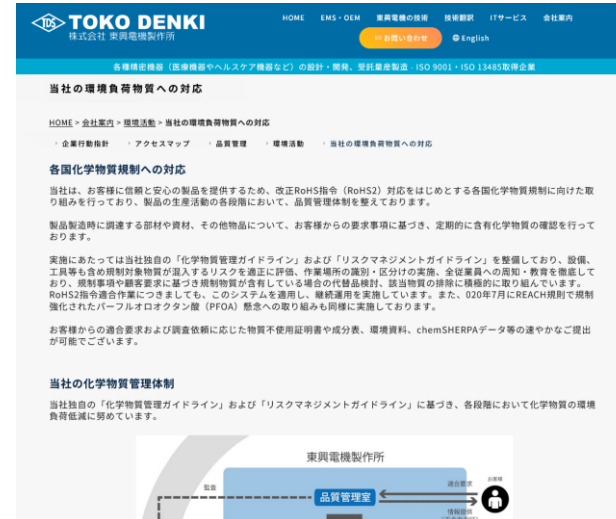 TDS TOKO DENKI
株式会社 東興電機製作所
HOME EMS・OEM 東興電機の技術 技術翻訳 ITサービス 会社案内
お問い合わせ English
各種精密機器（医療機器やヘルスケア機器など）の設計・開発、受託量産製造 - ISO 9001・ISO 13485取得企業
当社の環境負荷物質への対応
HOME > 会社案内 > 環境活動 > 当社の環境負荷物質への対応
企業行動指針 アクセスマップ 品質管理 環境活動 当社の環境負荷物質への対応
各国化学物質規制への対応
当社は、お客様に信頼と安心の製品を提供するため、改正RoHS指令（RoHS2）対応をはじめとする各国化学物質規制に向けた取
り組みを行っており、製品の生産活動の各段階において、品質管理体制を整えております。
製品製造時に調達する部材や資材、その他物品について、お客様からの要求事項に基づき、定期的に含有化学物質の確認を行って
おります。
実施にあたっては当社独自の「化学物質管理ガイドライン」および「リスクマネジメントガイドライン」を整備しており、設備、
工具等も含め規制対象物質が混入するリスクを適正に評価、作業場所の識別・区分けの実施、全従業員への周知・教育を徹底して
おり、規制事項や顧客要求に基づき規制物質が含有している場合の代替品検討、該当物質の排除に積極的に取り組んでいます。
RoHS2指令適合作業につきましても、このシステムを適用し、継続運用を実施しています。また、020年7月にREACH規則で規制
強化されたパーフルオロオクタン酸（PFOA）懸念への取り組みも同様に実施しております。
お客様からの適合要求および調査依頼に応じた物質不使用証明書や成分表、環境資料、chemSHERPAデータ等の速やかなご提出
が可能でございます。
当社の化学物質管理体制
当社独自の「化学物質管理ガイドライン」および「リスクマネジメントガイドライン」に基づき、各段階において化学物質の環境
負荷低減に努めています。
東興電機製作所
監査
品質管理室
適合要求
お客様
情報提供